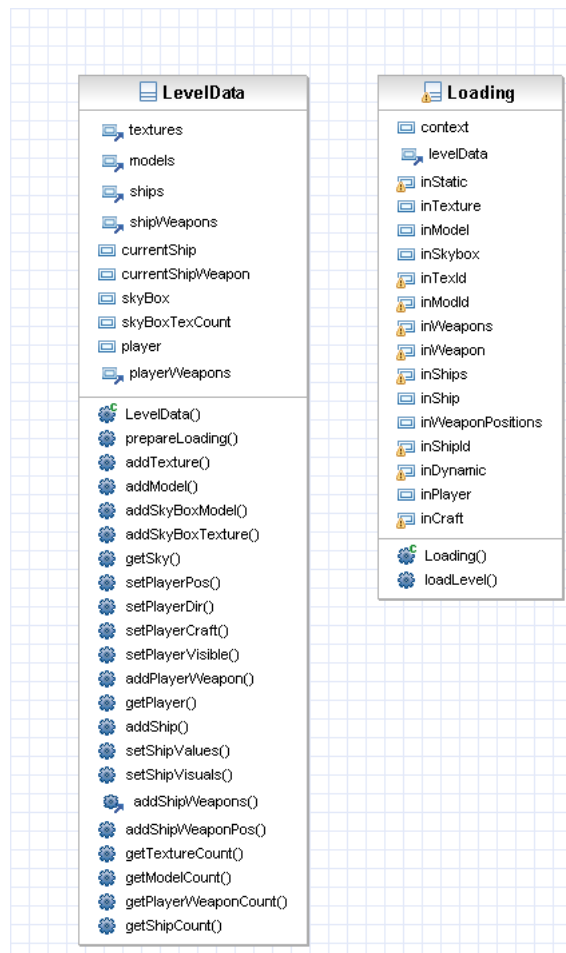 LevelData
textures
models
ships
shipWeapons
currentShip
currentShipWeapon
skyBox
skyBoxTexCount
player
playerWeapons
LevelData()
prepareLoading()
addTexture()
addModel()
addSkyBoxModel()
addSkyBoxTexture()
getSky()
setPlayerPos()
setPlayerDir()
setPlayerCraft()
setPlayerVisible()
addPlayerWeapon()
getPlayer()
addShip()
setShipValues()
setShipVisuals()
addShipWeapons()
addShipWeaponPos()
getTextureCount()
getModelCount()
getPlayerWeaponCount()
getShipCount()
Loading
context
levelData
inStatic
inTexture
inModel
inSkybox
inTexId
inModId
inWeapons
inWeapon
inShips
inShip
inWeaponPositions
inShipId
inDynamic
inPlayer
inCraft
Loading()
loadLevel()